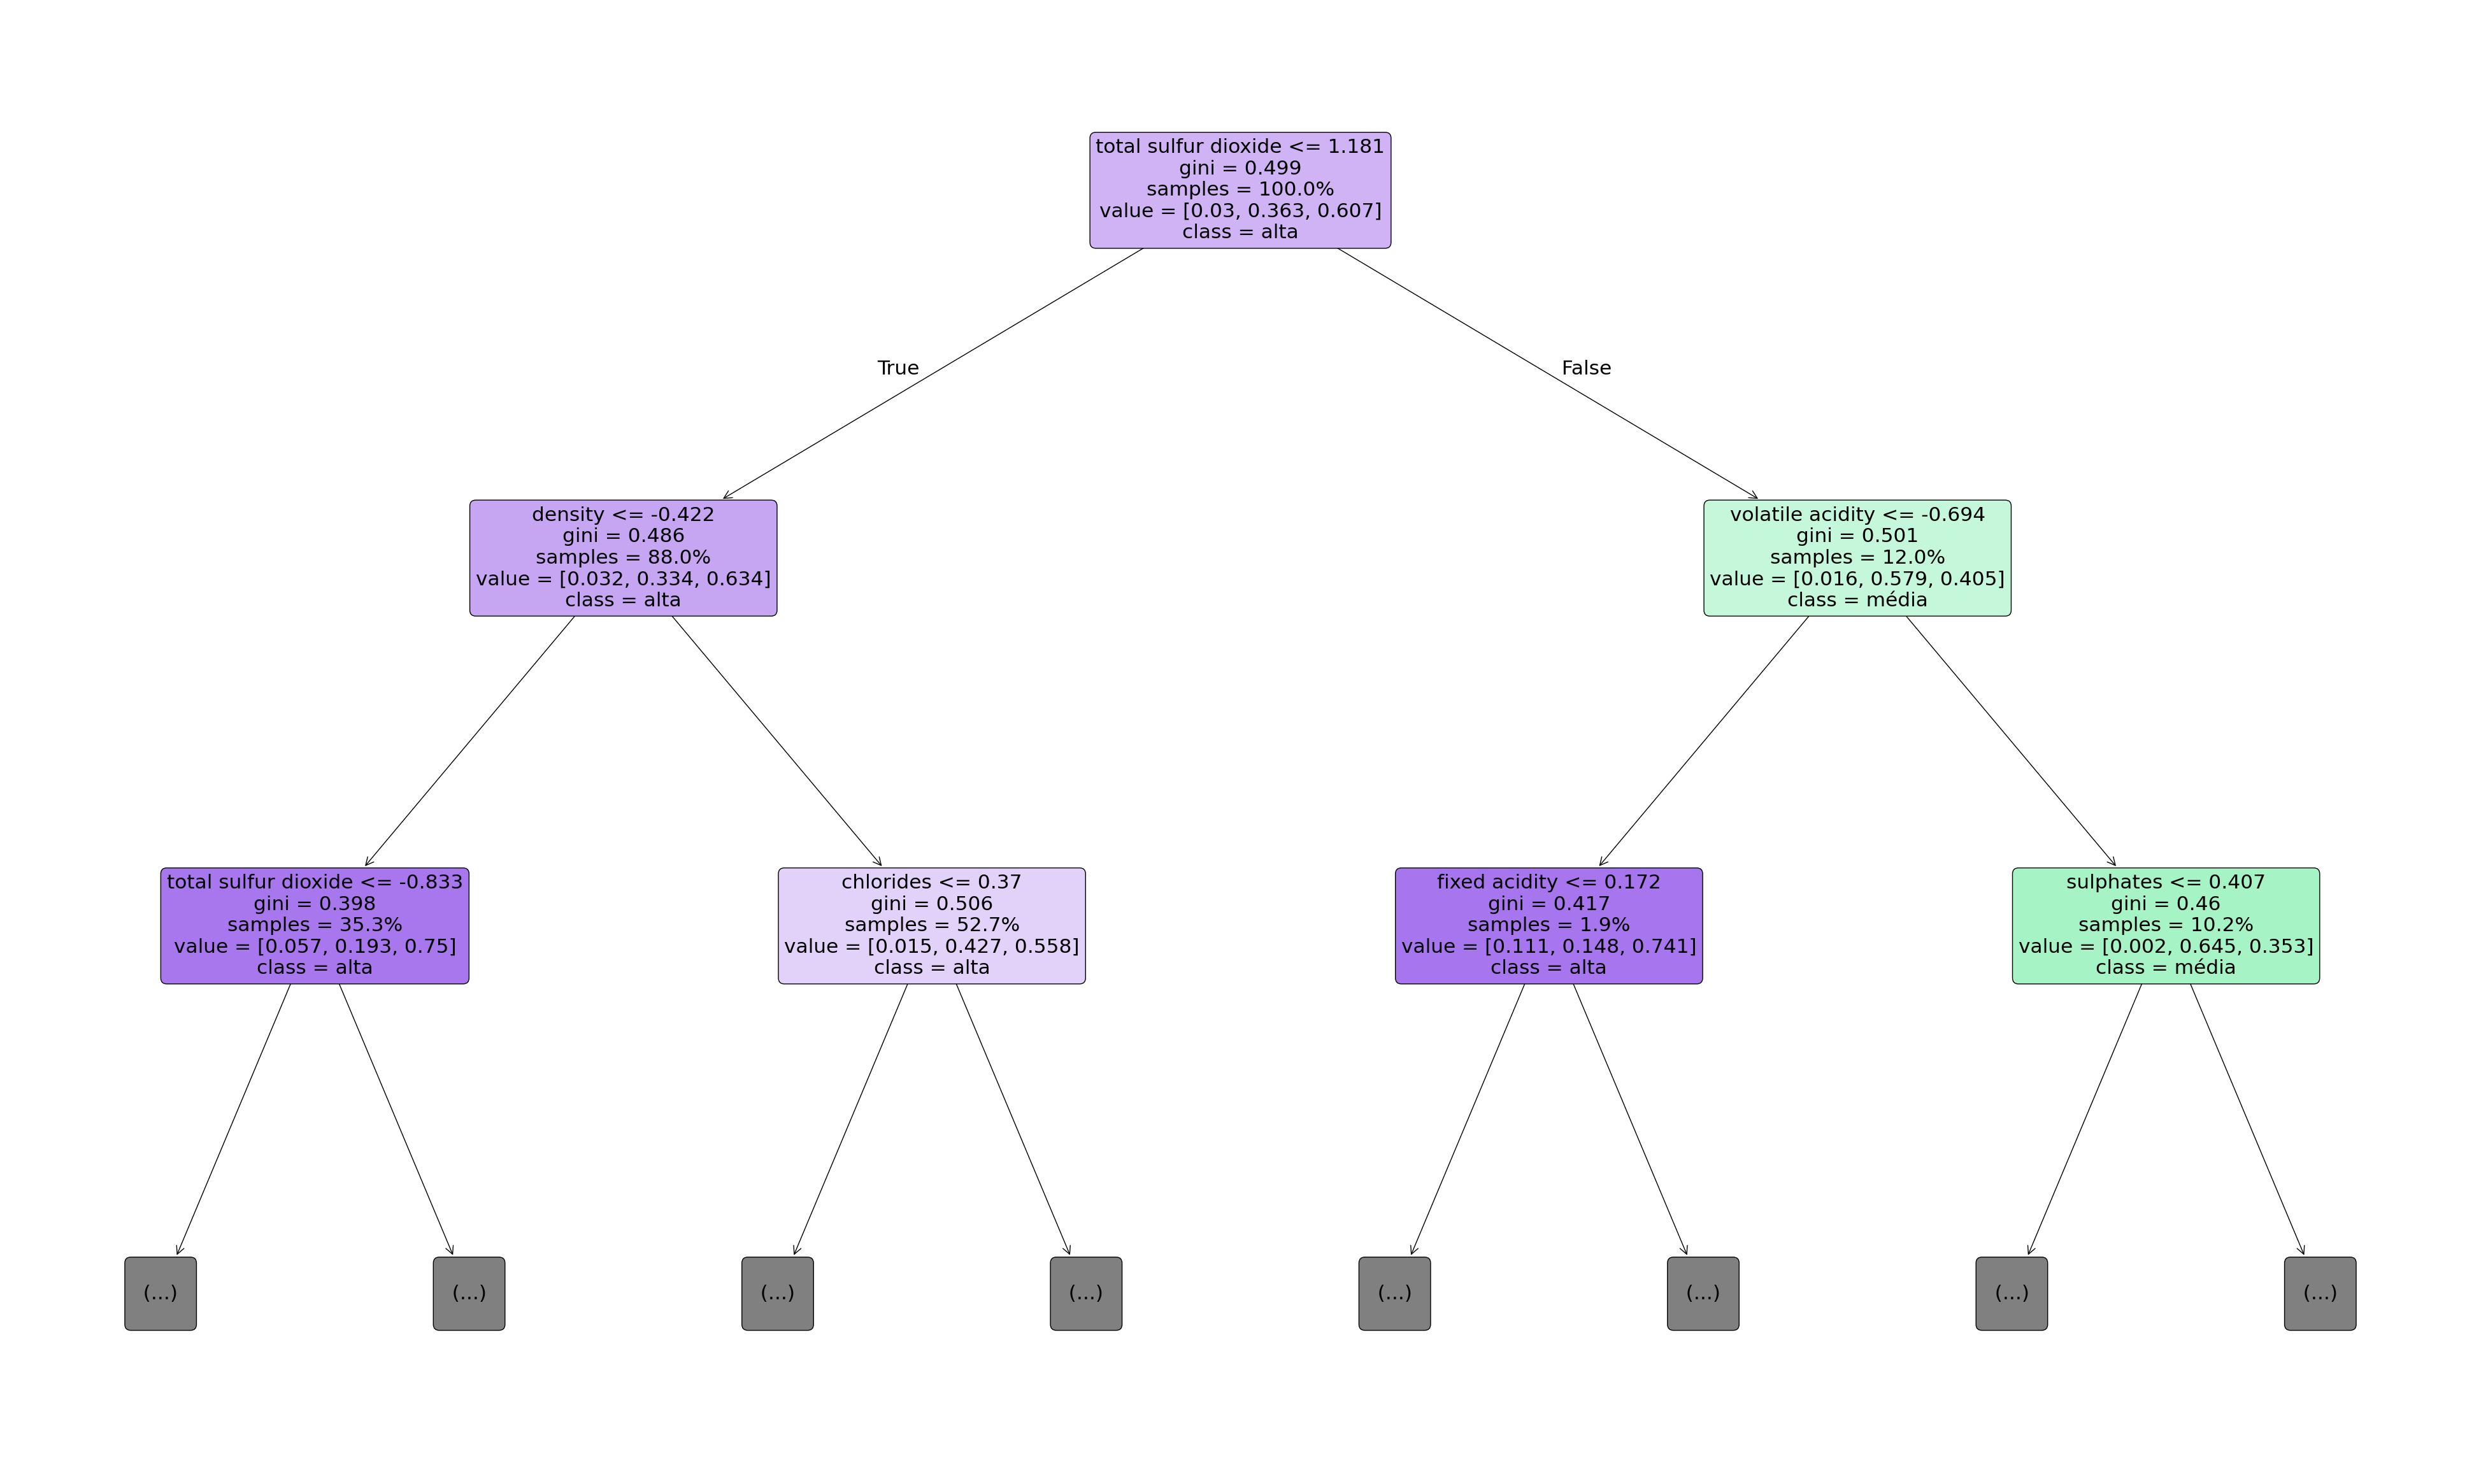 total sulfur dioxide <= 1.181
gini = 0.499
samples = 100.0%
value = [0.03, 0.363, 0.607]
class = alta
True
False
density <= -0.422
gini = 0.486
samples = 88.0%
value = [0.032, 0.334, 0.634]
class = alta
volatile acidity <= -0.694
gini = 0.501
samples = 12.0%
value = [0.016, 0.579, 0.405]
class = média
total sulfur dioxide <= -0.833
gini = 0.398
samples = 35.3%
value = [0.057, 0.193, 0.75]
class = alta
chlorides <= 0.37
gini = 0.506
samples = 52.7%
value = [0.015, 0.427, 0.558]
class = alta
fixed acidity <= 0.172
gini = 0.417
samples = 1.9%
value = [0.111, 0.148, 0.741]
class = alta
sulphates <= 0.407
gini = 0.46
samples = 10.2%
value = [0.002, 0.645, 0.353]
class = média
(...)
(...)
(...)
(...)
(...)
(...)
(...)
(...)